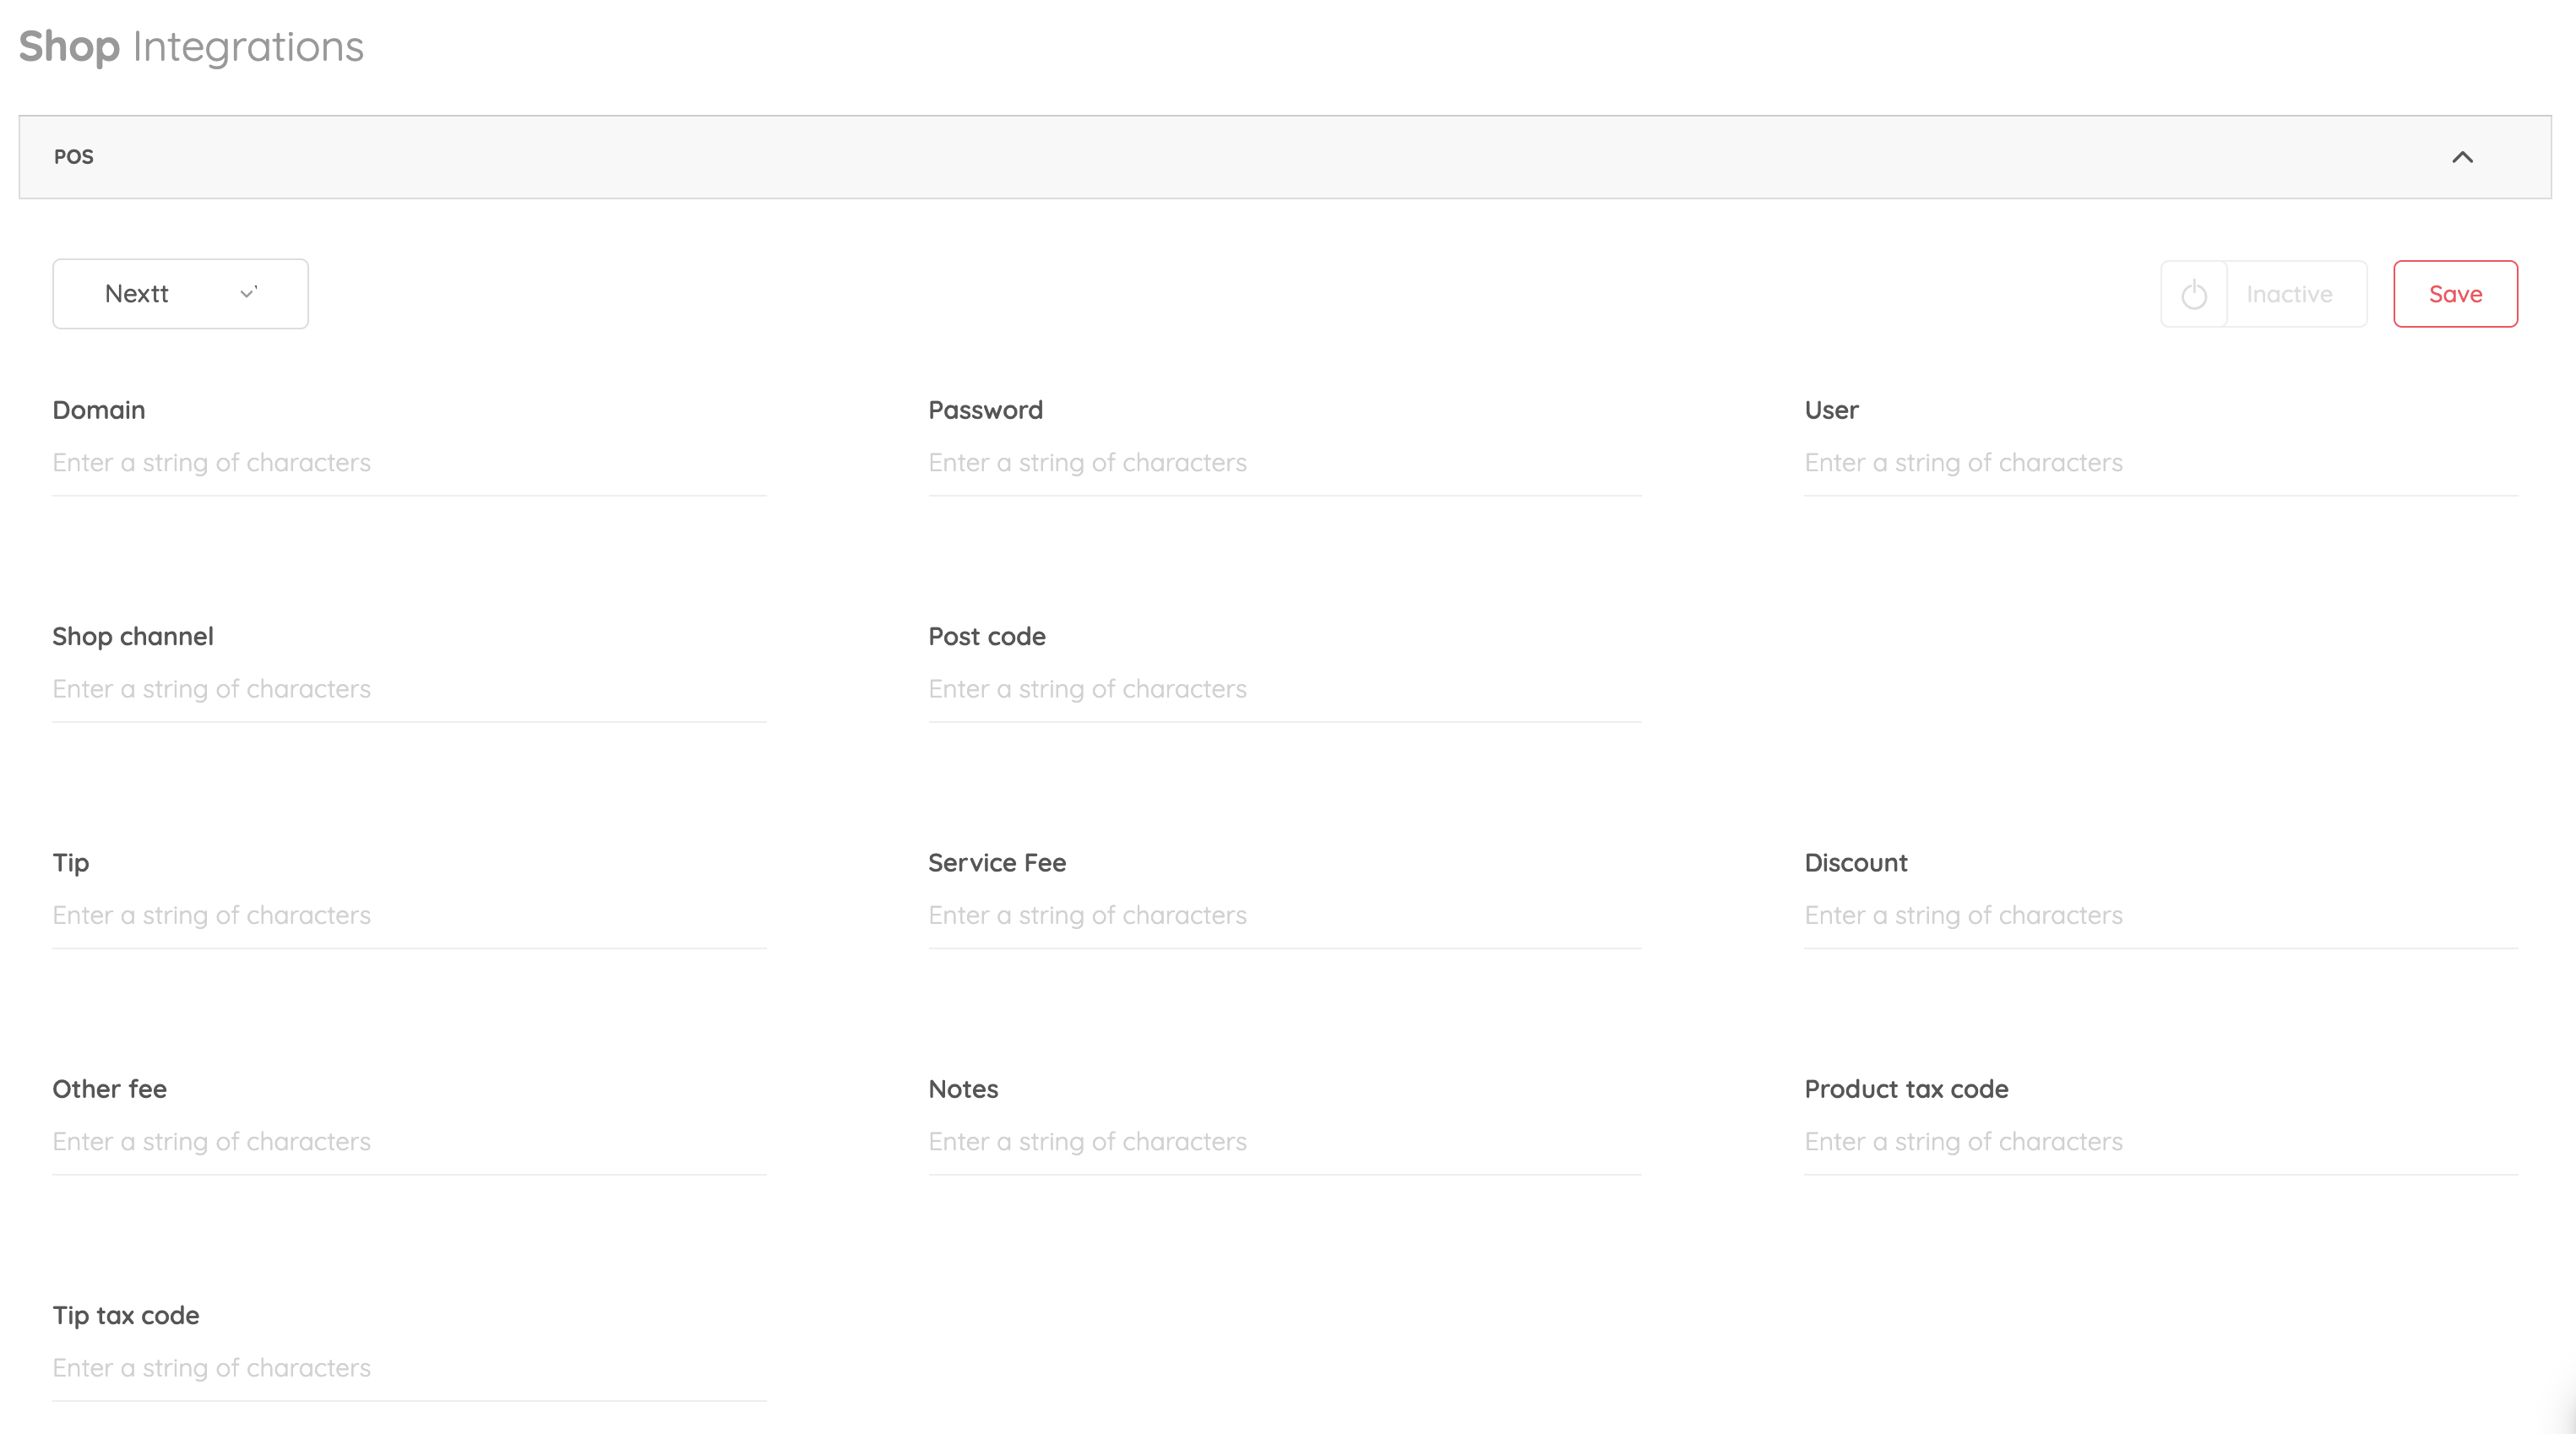 Shop Integrations
POS
Nextt
Inactive
Save
Domain
Password
User
Enter a string of characters
Enter a string of characters
Enter a string of characters
Shop channel
Post code
Enter a string of characters
Enter a string of characters
Tip
Service Fee
Discount
Enter a string of characters
Enter a string of characters
Enter a string of characters
Other fee
Notes
Product tax code
Enter a string of characters
Enter a string of characters
Enter a string of characters
Tip tax code
Enter a string of characters